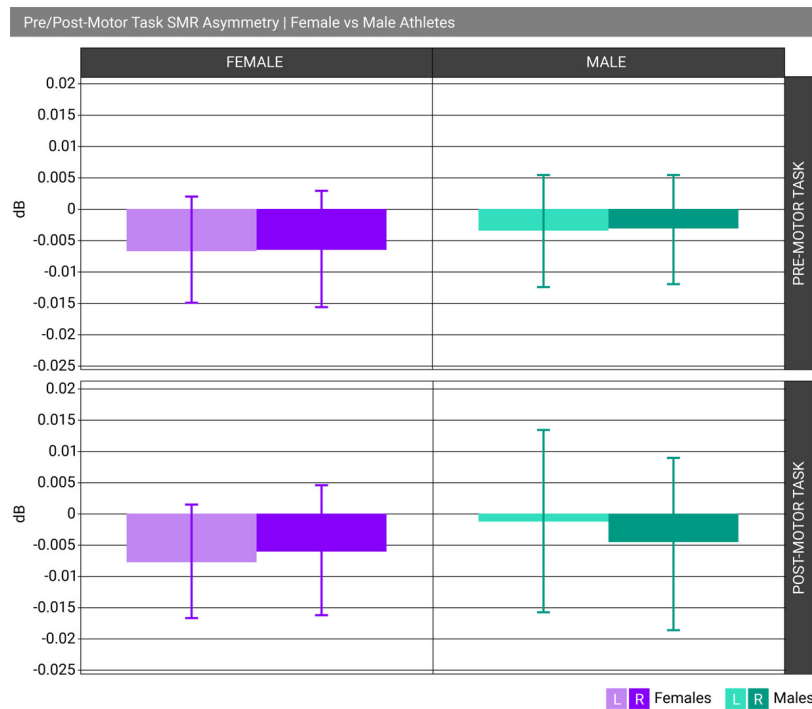 Pre/Post-Motor Task SMR Asymmetry | Female vs Male Athletes
FEMALE
MALE
0.02
0.015
0.01
0.005
0
-0.005
-0.01
-0.015
-0.02
-0.025
dB
PRE-MOTOR TASK
0.02
0.015
0.01
0.005
0
-0.005
-0.01
-0.015
-0.02
-0.025
dB
POST-MOTOR TASK
L R Females L R Males